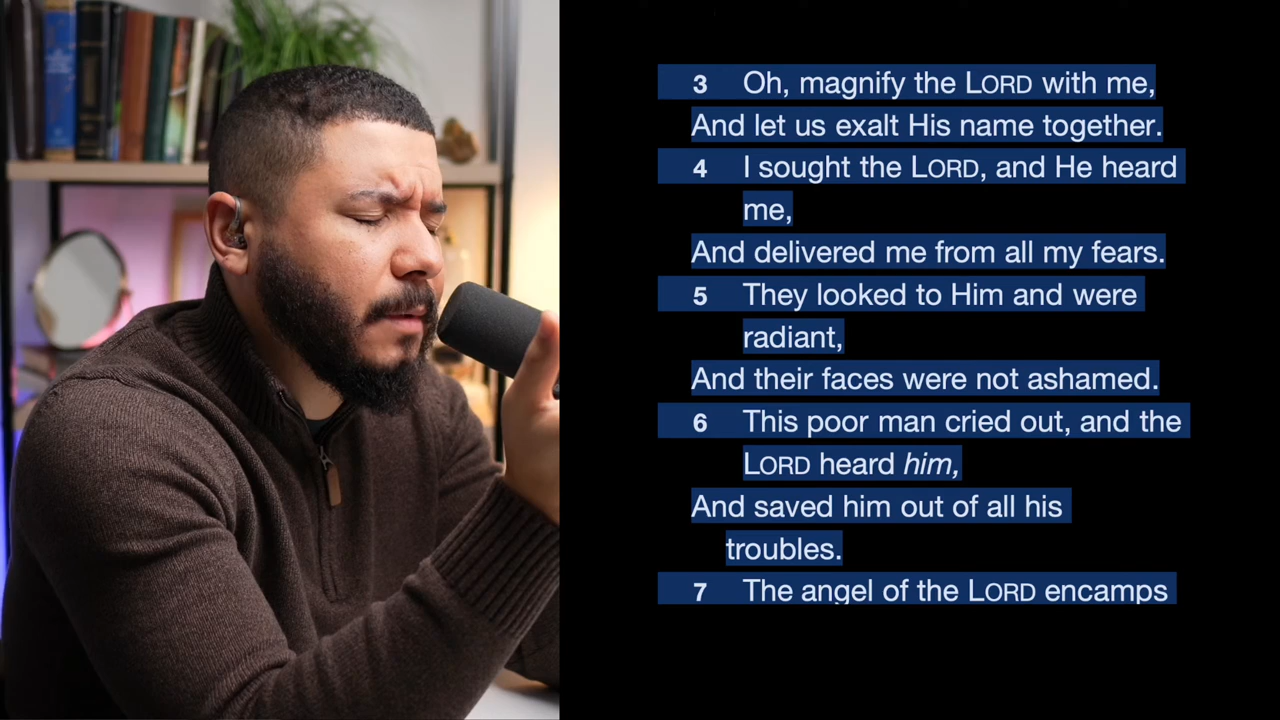 3 Oh, magnify the LORD with me,
And let us exalt His name together.
4 I sought the LORD, and He heard
me,
And delivered me from all my fears.
5 They looked to Him and were
radiant,
And their faces were not ashamed.
6 This poor man cried out, and the
LORD heard him,
And saved him out of all his
troubles.
7 The angel of the LORD encamps